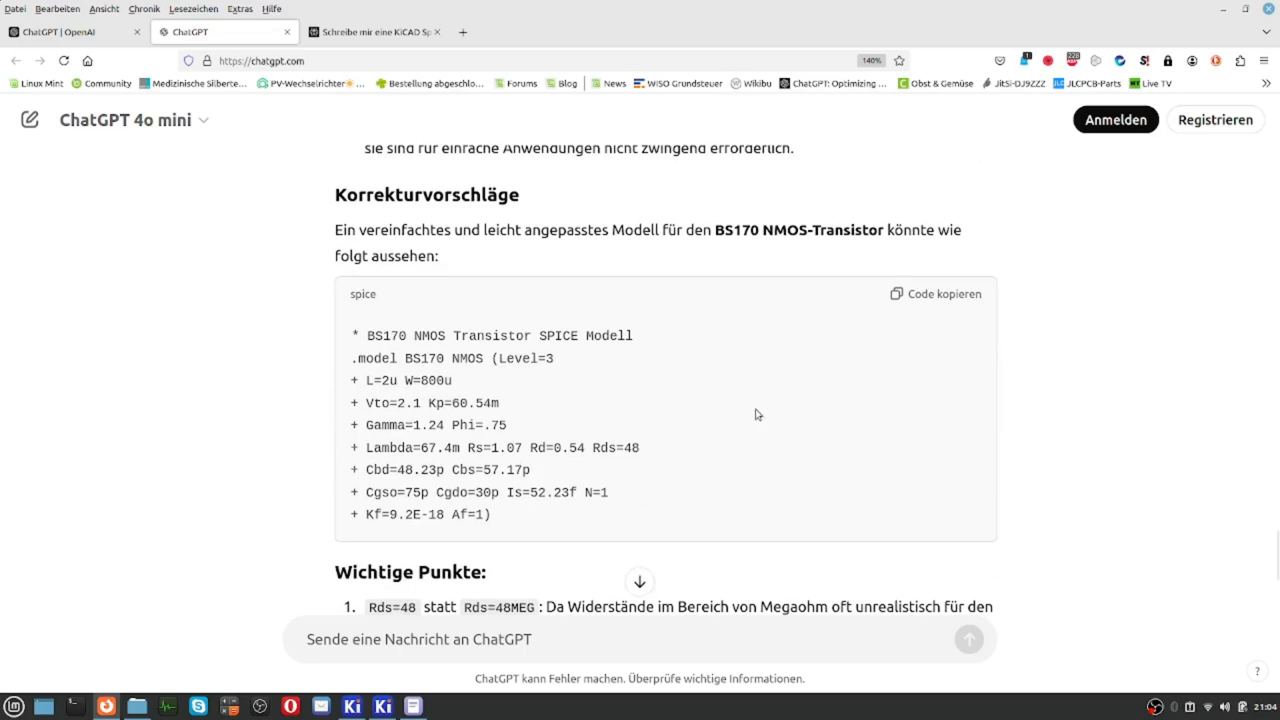 Datei Bearbeiten Ansicht Chronik Lesezeichen Extras Hilfe
ChatGPT | OpenAI
ChatGPT
Schreibe mir eine KiCAD Sp
https://chatgpt.com
140%
Linux Mint Community Medizinische Silberte... PV-Wechselrichter ... Bestellung abgeschlo... Forums Blog News WISO Grundsteuer Wikibu ChatGPT: Optimizing ... Obst & Gemüse JitSi-DJ9ZZZ JLCPCB-Parts Live TV
ChatGPT 4o mini
Anmelden
Registrieren
sie sind für einfache Anwendungen nicht zwingend erforderlich.
Korrekturvorschläge
Ein vereinfachtes und leicht angepasstes Modell für den BS170 NMOS-Transistor könnte wie
folgt aussehen:
spice
Code kopieren
* BS170 NMOS Transistor SPICE Modell
.model BS170 NMOS (Level=3
+ L=2u W=800u
+ Vto=2.1 Kp=60.54m
+ Gamma=1.24 Phi=.75
+ Lambda=67.4m Rs=1.07 Rd=0.54 Rds=48
+ Cbd=48.23p Cbs=57.17p
+ Cgso=75p Cgdo=30p Is=52.23f N=1
+ Kf=9.2E-18 Af=1)
Wichtige Punkte:
1. Rds=48 statt Rds=48MEG: Da Widerstände im Bereich von Megaohm oft unrealistisch für den
Sende eine Nachricht an ChatGPT
ChatGPT kann Fehler machen. Überprüfe wichtige Informationen.
?
Ki Ki
21:04